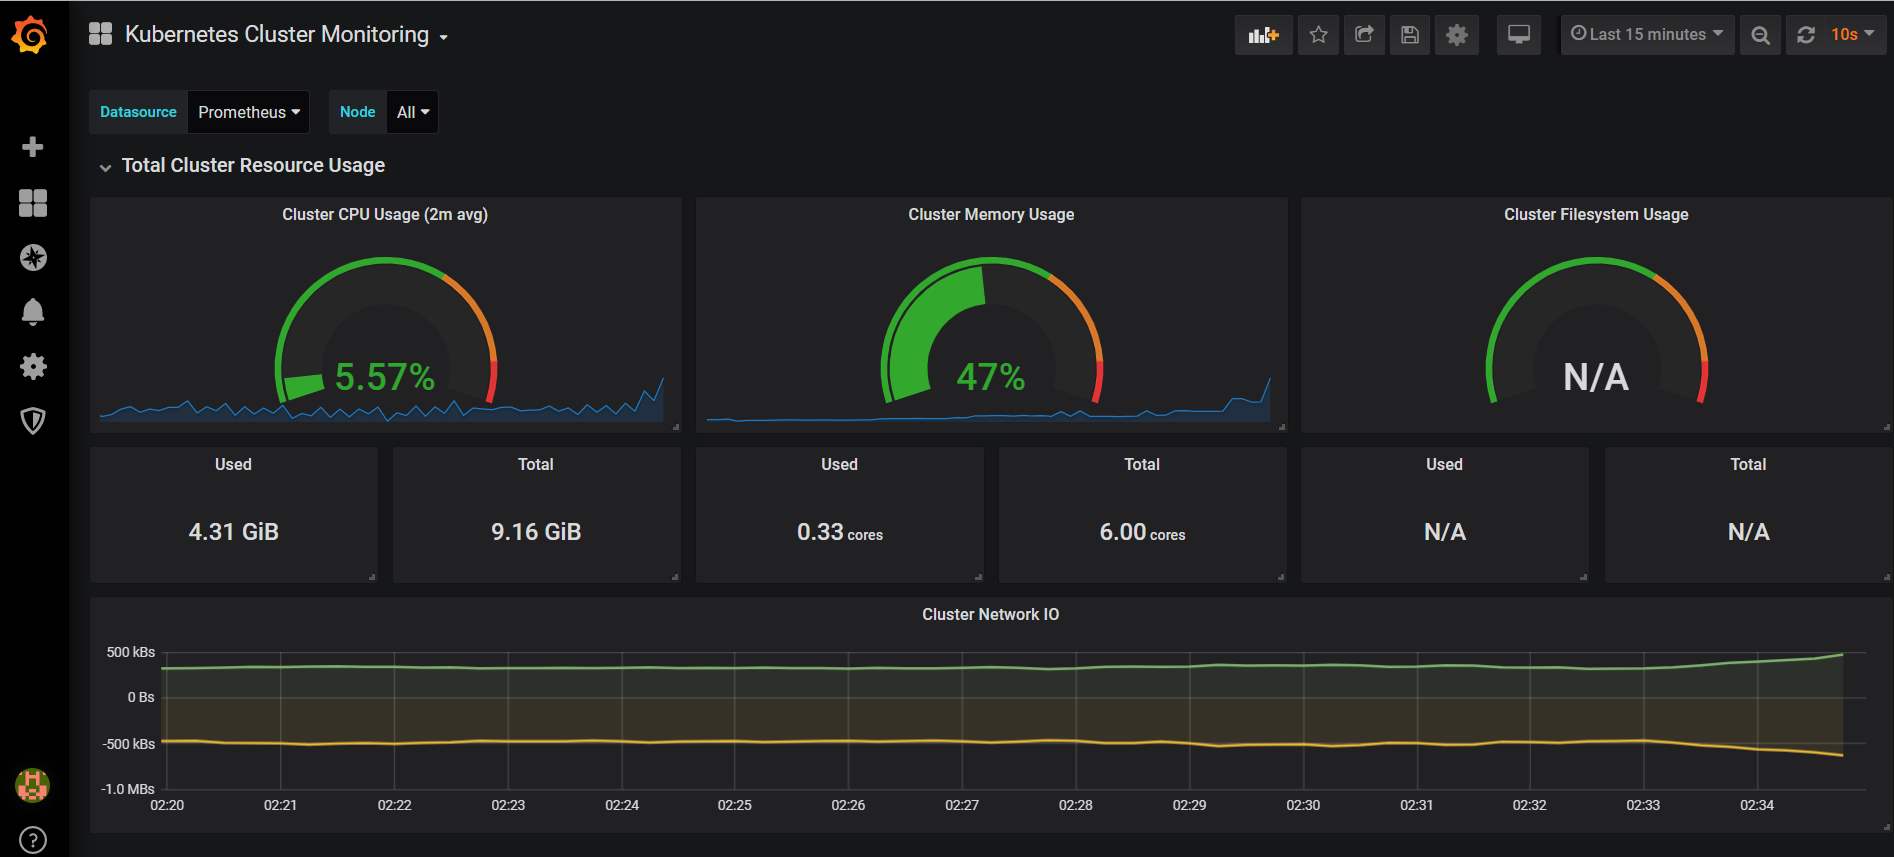 Kubernetes Cluster Monitoring
Last 15 minutes
10s
Datasource Prometheus Node All
Total Cluster Resource Usage
Cluster CPU Usage (2m avg)
5.57%
Cluster Memory Usage
47%
Cluster Filesystem Usage
N/A
Used
4.31 GiB
Total
9.16 GiB
Used
0.33 cores
Total
6.00 cores
Used
N/A
Total
N/A
Cluster Network IO
500 kBs
0 Bs
-500 kBs
-1.0 MBs
02:20 02:21 02:22 02:23 02:24 02:25 02:26 02:27 02:28 02:29 02:30 02:31 02:32 02:33 02:34
?